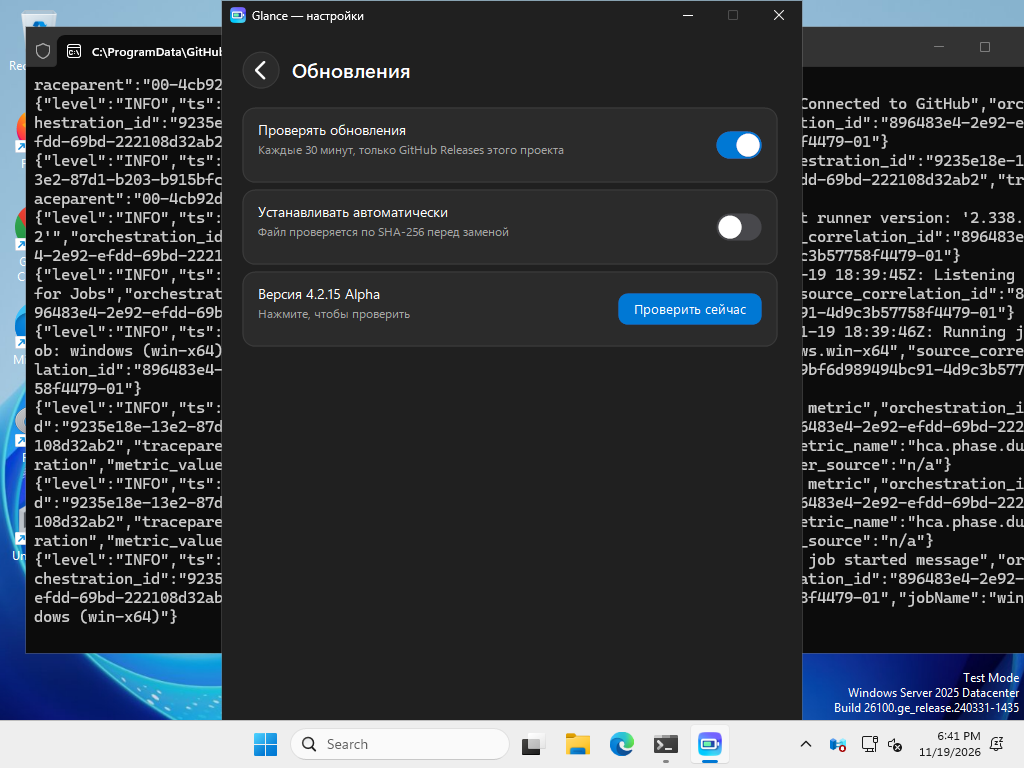 Glance — настройки
Обновления
Проверять обновления
Каждые 30 минут, только GitHub Releases этого проекта
Устанавливать автоматически
Файл проверяется по SHA-256 перед заменой
Версия 4.2.15 Alpha
Нажмите, чтобы проверить
Проверить сейчас
C:\ProgramData\GitHub
raceparent":"00-4cb92
{"level":"INFO","ts":
hestration_id":"9235e
fdd-69bd-222108d32ab2
{"level":"INFO","ts":
3e2-87d1-b203-b915bfc
aceparent":"00-4cb92d
{"level":"INFO","ts":
2'","orchestration_id
4-2e92-efdd-69bd-2221
{"level":"INFO","ts":
for Jobs","orchestrat
96483e4-2e92-efdd-69b
{"level":"INFO","ts":
ob: windows (win-x64)
lation_id":"896483e4-
58f4479-01"}
{"level":"INFO","ts":
d":"9235e18e-13e2-87d
108d32ab2","tracepare
ration","metric_value
{"level":"INFO","ts":
d":"9235e18e-13e2-87d
108d32ab2","tracepare
ration","metric_value
{"level":"INFO","ts":
chestration_id":"9235
efdd-69bd-222108d32ab
dows (win-x64)"}
Connected to GitHub","orc
tion_id":"896483e4-2e92-e
f4479-01"}
estration_id":"9235e18e-1
dd-69bd-222108d32ab2","tr
t runner version: '2.338.
_correlation_id":"896483e
c3b57758f4479-01"}
-19 18:39:45Z: Listening
source_correlation_id":"8
91-4d9c3b57758f4479-01"}
1-19 18:39:46Z: Running j
ws.win-x64","source_corre
9bf6d989494bc91-4d9c3b577
metric","orchestration_i
6483e4-2e92-efdd-69bd-222
etric_name":"hca.phase.du
er_source":"n/a"}
metric","orchestration_i
6483e4-2e92-efdd-69bd-222
etric_name":"hca.phase.du
_source":"n/a"}
job started message","or
ation_id":"896483e4-2e92-
8f4479-01","jobName":"win
Test Mode
Windows Server 2025 Datacenter
Build 26100.ge_release.240331-1435
Search
6:41 PM
11/19/2026